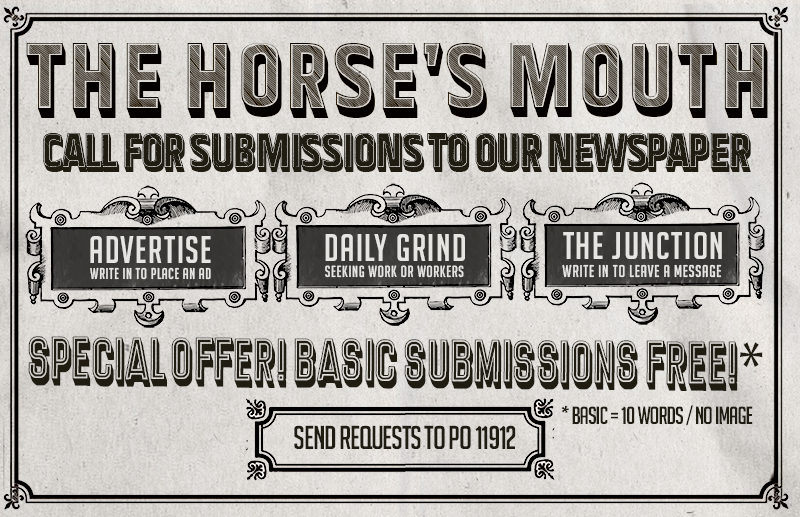 THE HORSE'S MOUTH
CALL FOR SUBMISSIONS TO OUR NEWSPAPER
ADVERTISE
WRITE IN TO PLACE AN AD
DAILY GRIND
SEEKING WORK OR WORKERS
THE JUNCTION
WRITE IN TO LEAVE A MESSAGE
SPECIAL OFFER! BASIC SUBMISSIONS FREE!*
* BASIC = 10 WORDS / NO IMAGE
SEND REQUESTS TO PO 11912